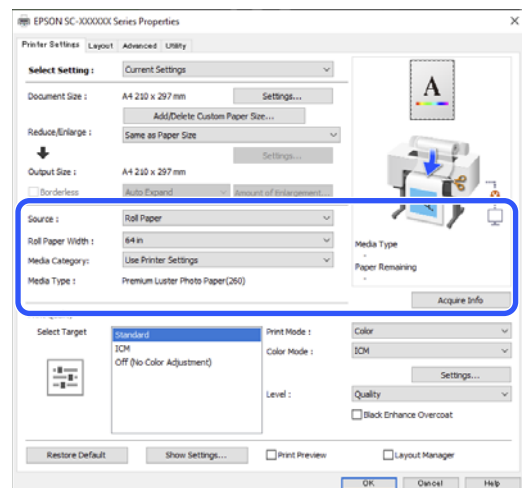 EPSON SC-XXXXXX Series Properties
Printer Settings Layout Advanced Utility
Select Setting : Current Settings
Document Size : A4 210 x 297 mm Settings...
Add/Delete Custom Paper Size...
Reduce/Enlarge : Same as Paper Size
Settings...
Output Size : A4 210 x 297 mm
Borderless Auto Expand Amount of Enlargement...
A
Source : Roll Paper
Roll Paper Width : 64 in
Media Category: Use Printer Settings
Media Type : Premium Luster Photo Paper(260)
Media Type
-
Paper Remaining
-
Acquire Info
Select Target
Standard
ICM
Off (No Color Adjustment)
Print Mode : Color
Color Mode : ICM
Settings...
Level : Quality
Black Enhance Overcoat
Restore Default Show Settings... Print Preview Layout Manager
OK Cancel Help